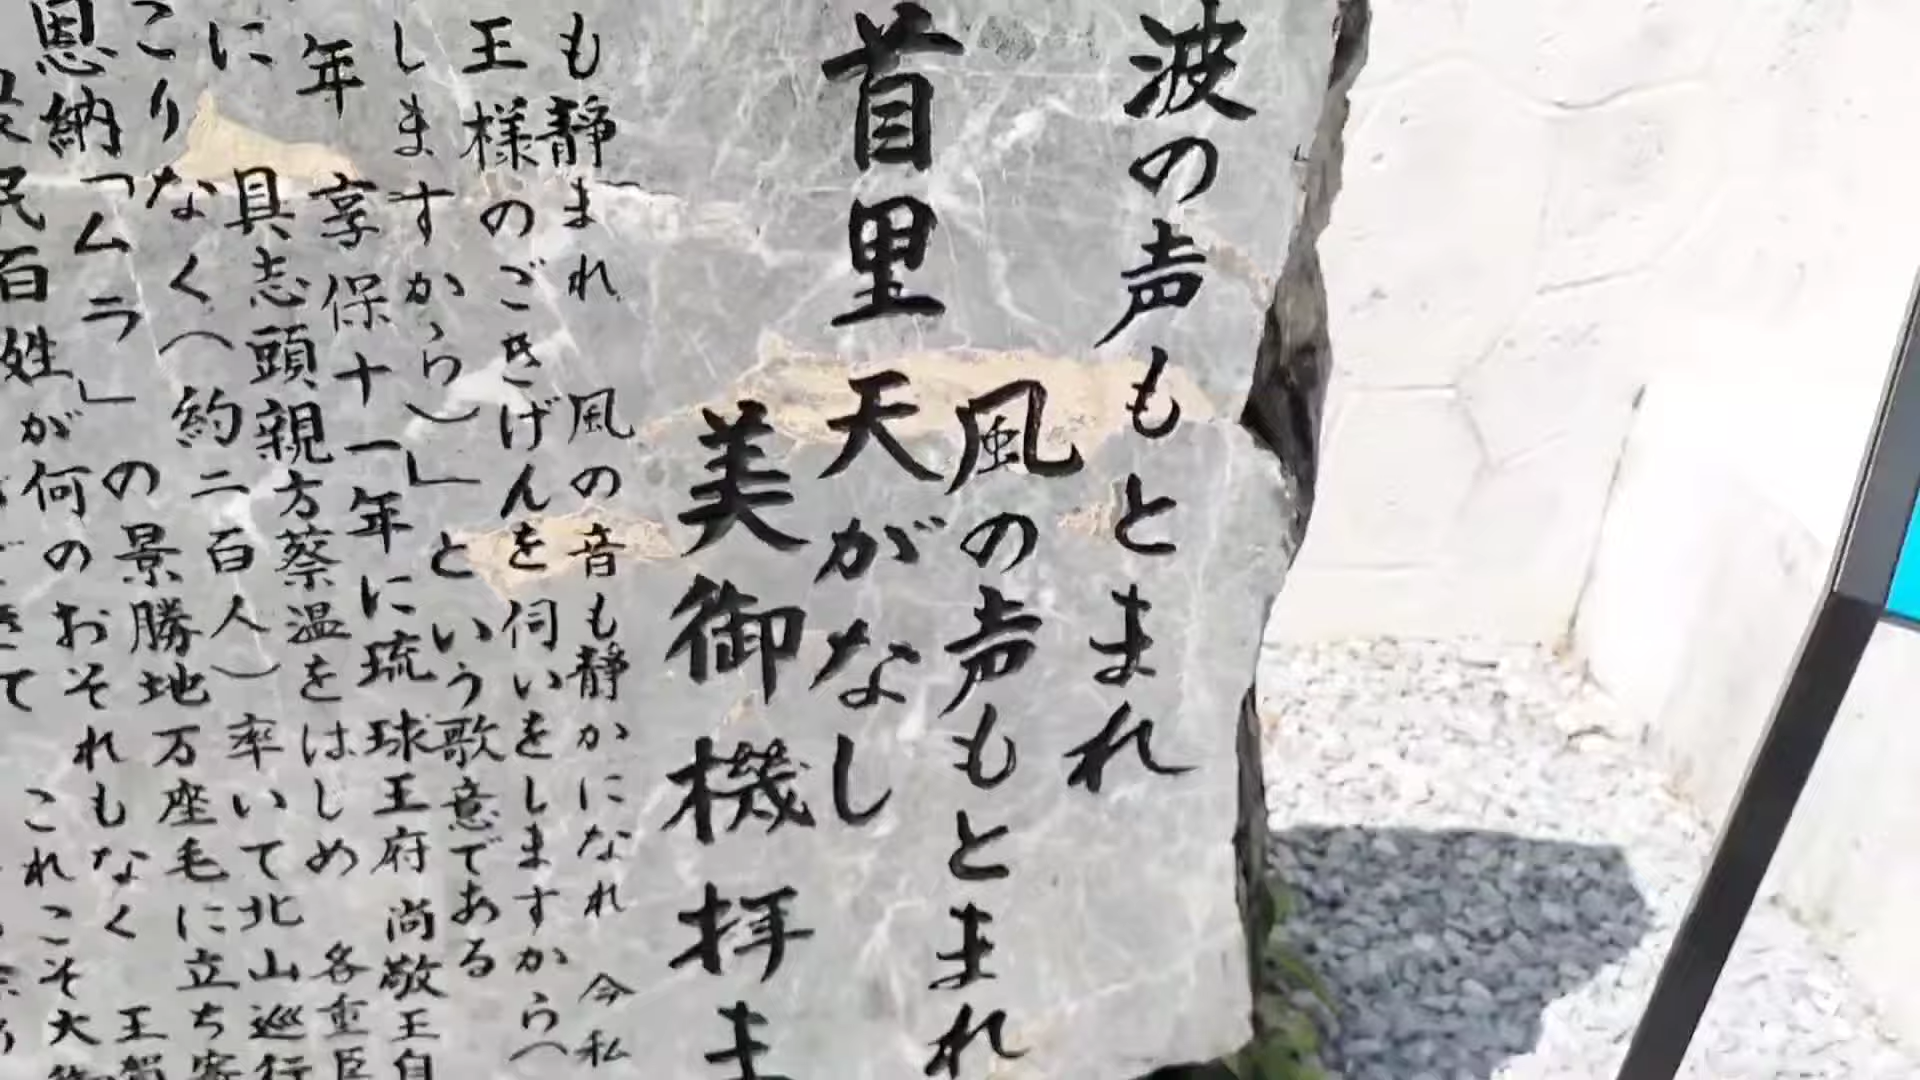 波の声もとまれ
風の声もとまれ
首里天がなし
美御機拝ま
も静まれ 風の音も静かになれ 今私
王様のごきげんを伺いをしますからへ
しますから)」という歌意である
年 享保十一年に琉球王府 尚敬王自
に 具志頭親方蔡温をはじめ 各重臣
こりなく(約二百人)率いて北山巡行
恩納「ムラ」の景勝地万座毛に立ち寄
民百姓が何のおそれもなく 王
これこそ大